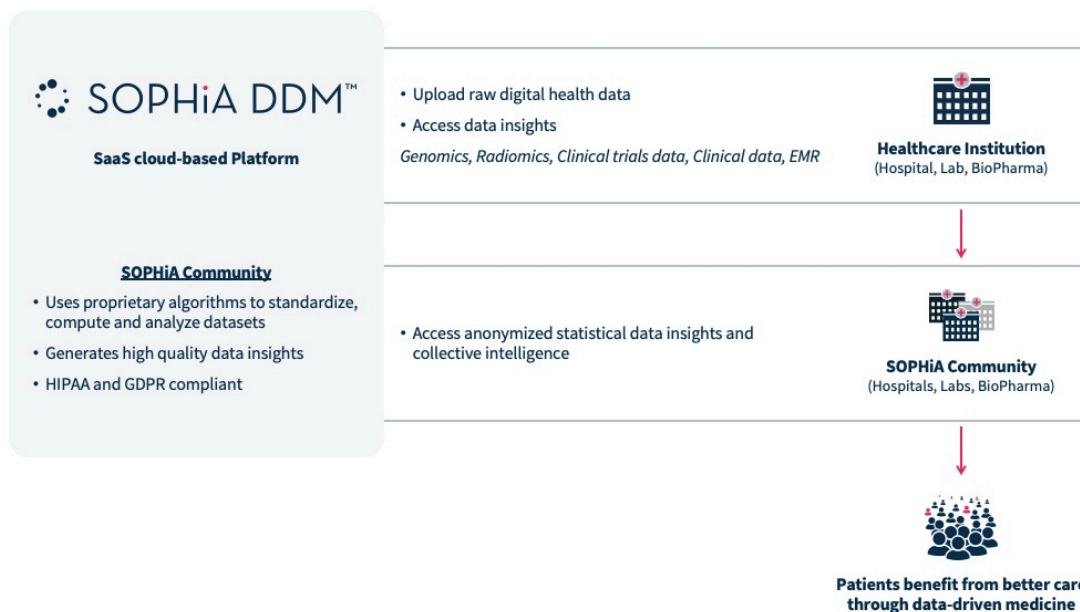 SOPHiA DDM™
SaaS cloud-based Platform
• Upload raw digital health data
• Access data insights
Genomics, Radiomics, Clinical trials data, Clinical data, EMR
Healthcare Institution
(Hospital, Lab, BioPharma)
SOPHiA Community
• Uses proprietary algorithms to standardize,
compute and analyze datasets
• Generates high quality data insights
• HIPAA and GDPR compliant
• Access anonymized statistical data insights and
collective intelligence
SOPHiA Community
(Hospitals, Labs, BioPharma)
Patients benefit from better care
through data-driven medicine